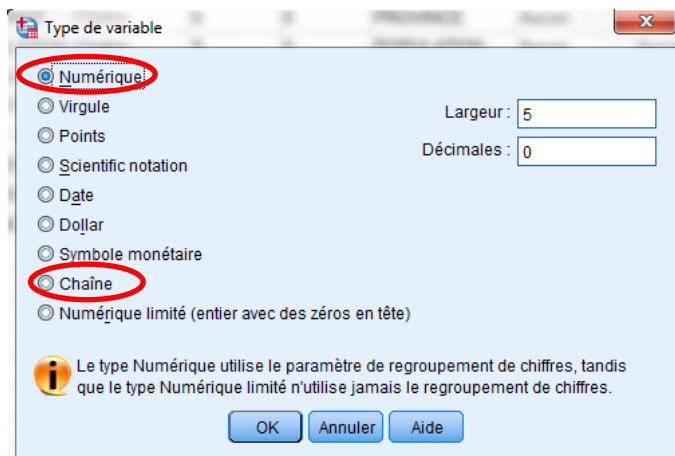 Type de variable
Numérique
Virgule
Points
Scientific notation
Date
Dollar
Symbole monétaire
Chaîne
Numérique limité (entier avec des zéros en tête)
Largeur : 5
Décimales : 0
Le type Numérique utilise le paramètre de regroupement de chiffres, tandis
que le type Numérique limité n'utilise jamais le regroupement de chiffres.
OK Annuler Aide